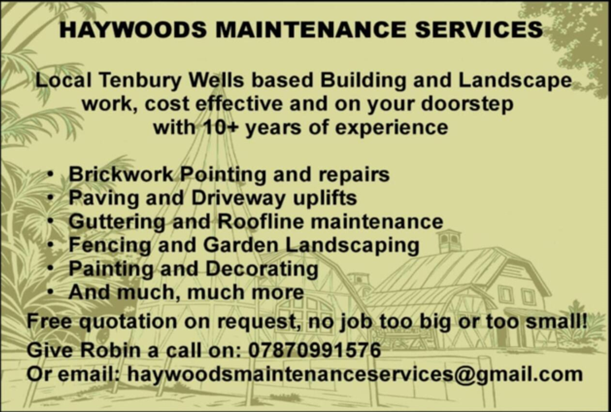 HAYWOODS MAINTENANCE SERVICES
Local Tenbury Wells based Building and Landscape
work, cost effective and on your doorstep
with 10+ years of experience
• Brickwork Pointing and repairs
• Paving and Driveway uplifts
• Guttering and Roofline maintenance
• Fencing and Garden Landscaping
• Painting and Decorating
• And much, much more
Free quotation on request, no job too big or too small!
Give Robin a call on: 07870991576
Or email: haywoodsmaintenanceservices@gmail.com